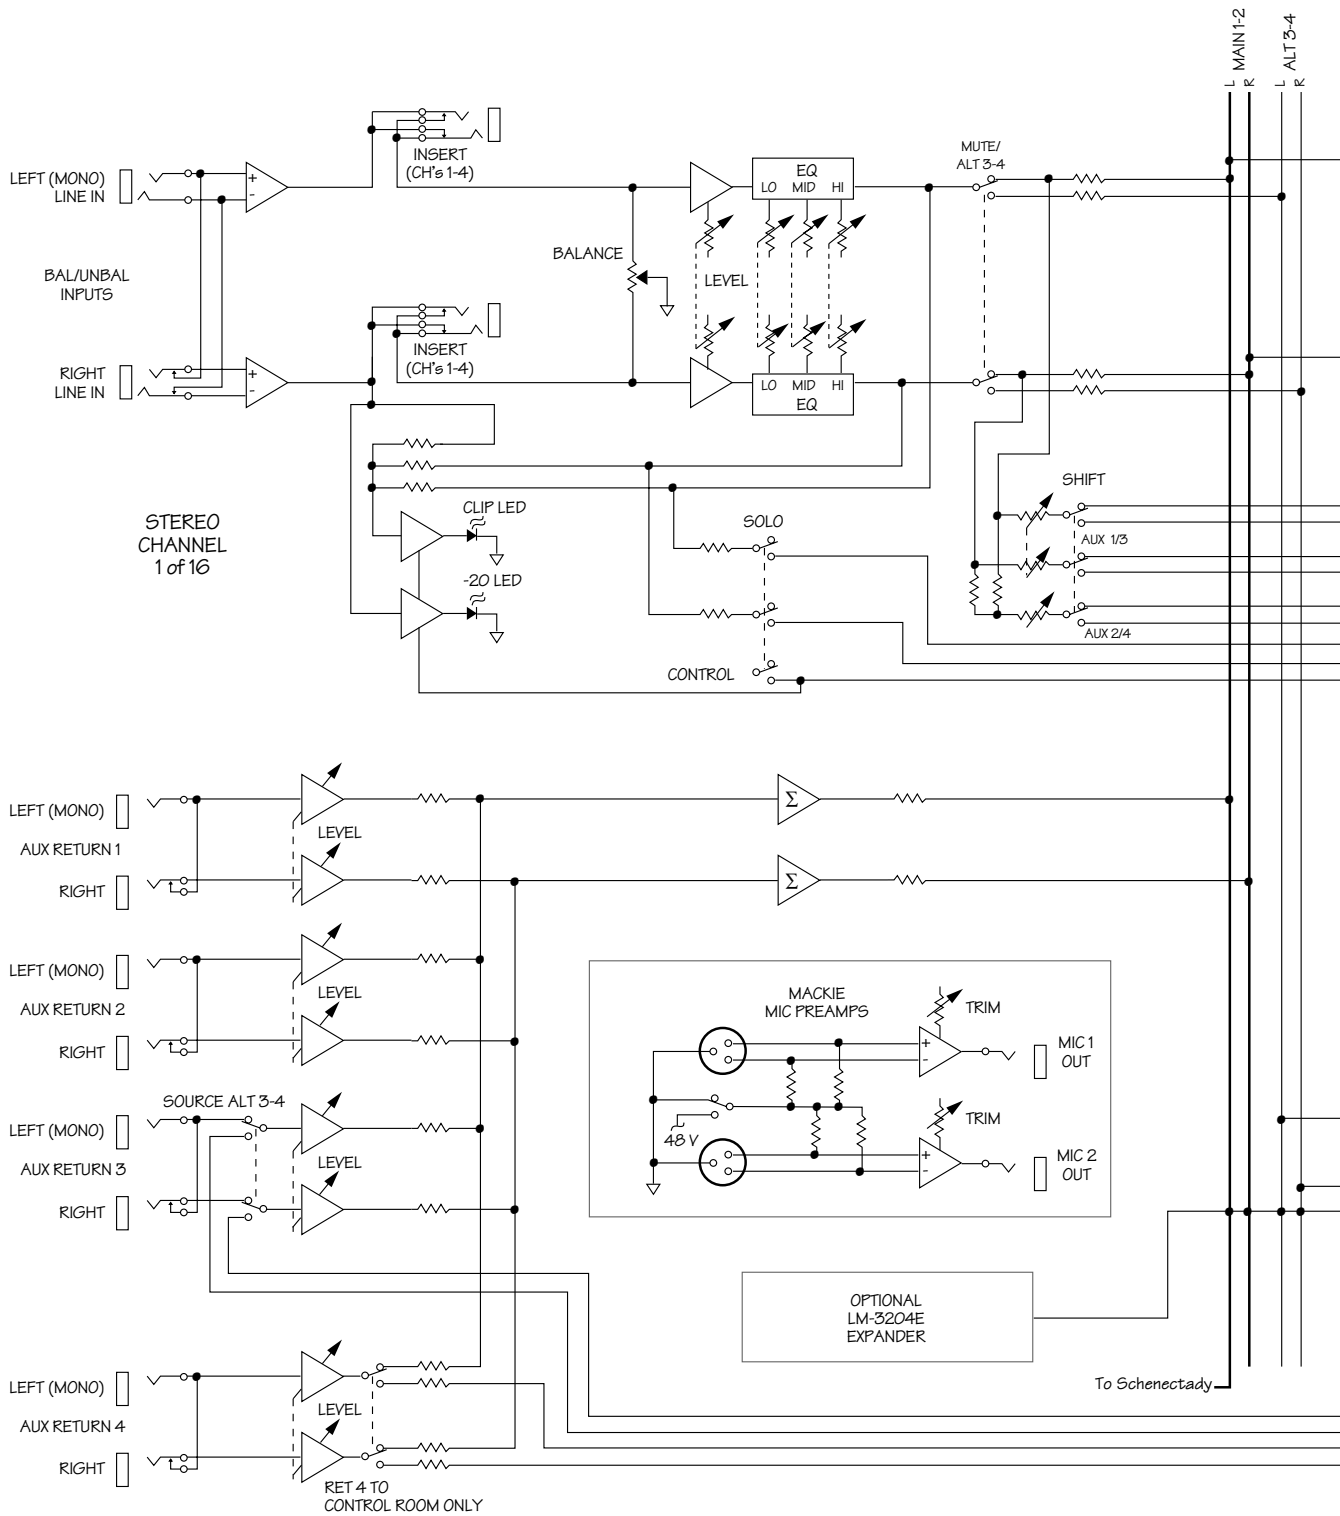 MAIN 1-2
ALT 3-4
L
R
L
R
INSERT
(CH's 1-4)
LEFT (MONO)
LINE IN
+
-
BAL/UNBAL
INPUTS
EQ
LO MID HI
MUTE/
ALT 3-4
BALANCE
LEVEL
INSERT
(CH's 1-4)
RIGHT
LINE IN
+
-
LO MID HI
EQ
STEREO
CHANNEL
1 of 16
CLIP LED
-20 LED
SOLO
CONTROL
SHIFT
AUX 1/3
AUX 2/4
LEFT (MONO)
AUX RETURN 1
RIGHT
LEVEL
Σ
Σ
LEFT (MONO)
AUX RETURN 2
RIGHT
LEVEL
MACKIE
MIC PREAMPS
TRIM
+
-
MIC 1
OUT
48 V
TRIM
+
-
MIC 2
OUT
SOURCE ALT 3-4
LEFT (MONO)
AUX RETURN 3
RIGHT
LEVEL
OPTIONAL
LM-3204E
EXPANDER
To Schenectady
LEFT (MONO)
AUX RETURN 4
RIGHT
LEVEL
RET 4 TO
CONTROL ROOM ONLY